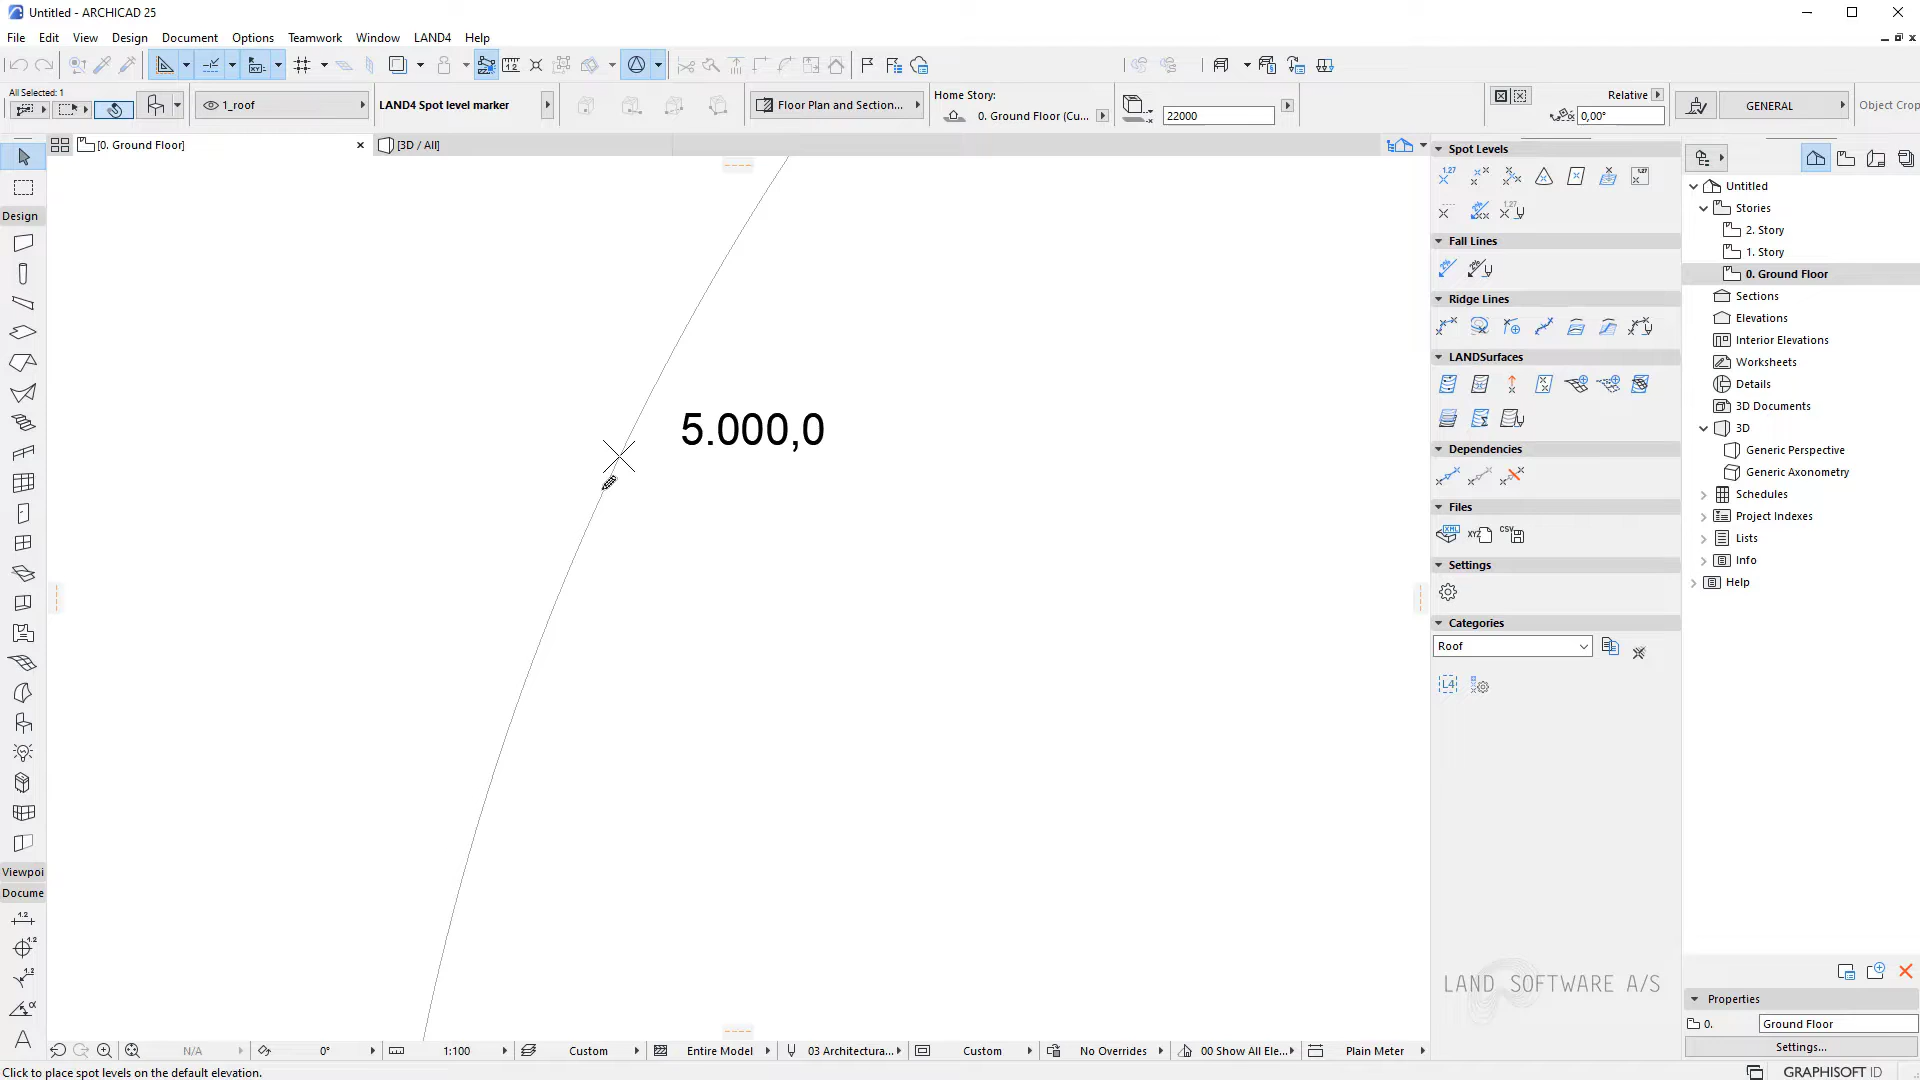 Untitled - ARCHICAD 25
File Edit View Design Document Options Teamwork Window LAND4 Help
All Selected: 1
1_roof
LAND4 Spot level marker
Floor Plan and Section...
Home Story:
0. Ground Floor (Cu...
22000
Relative
0,00°
GENERAL
Object Crop
[0. Ground Floor]
[3D / All]
Design
Viewpoi
Docume
5.000,0
Spot Levels
Fall Lines
Ridge Lines
LANDSurfaces
Dependencies
Files
Settings
Categories
Roof
L4
LAND SOFTWARE A/S
Untitled
Stories
2. Story
1. Story
0. Ground Floor
Sections
Elevations
Interior Elevations
Worksheets
Details
3D Documents
3D
Generic Perspective
Generic Axonometry
Schedules
Project Indexes
Lists
Info
Help
Properties
0. Ground Floor
Settings...
N/A 0° 1:100 Custom Entire Model 03 Architectura... Custom No Overrides 00 Show All Ele... Plain Meter
Click to place spot levels on the default elevation.
GRAPHISOFT ID